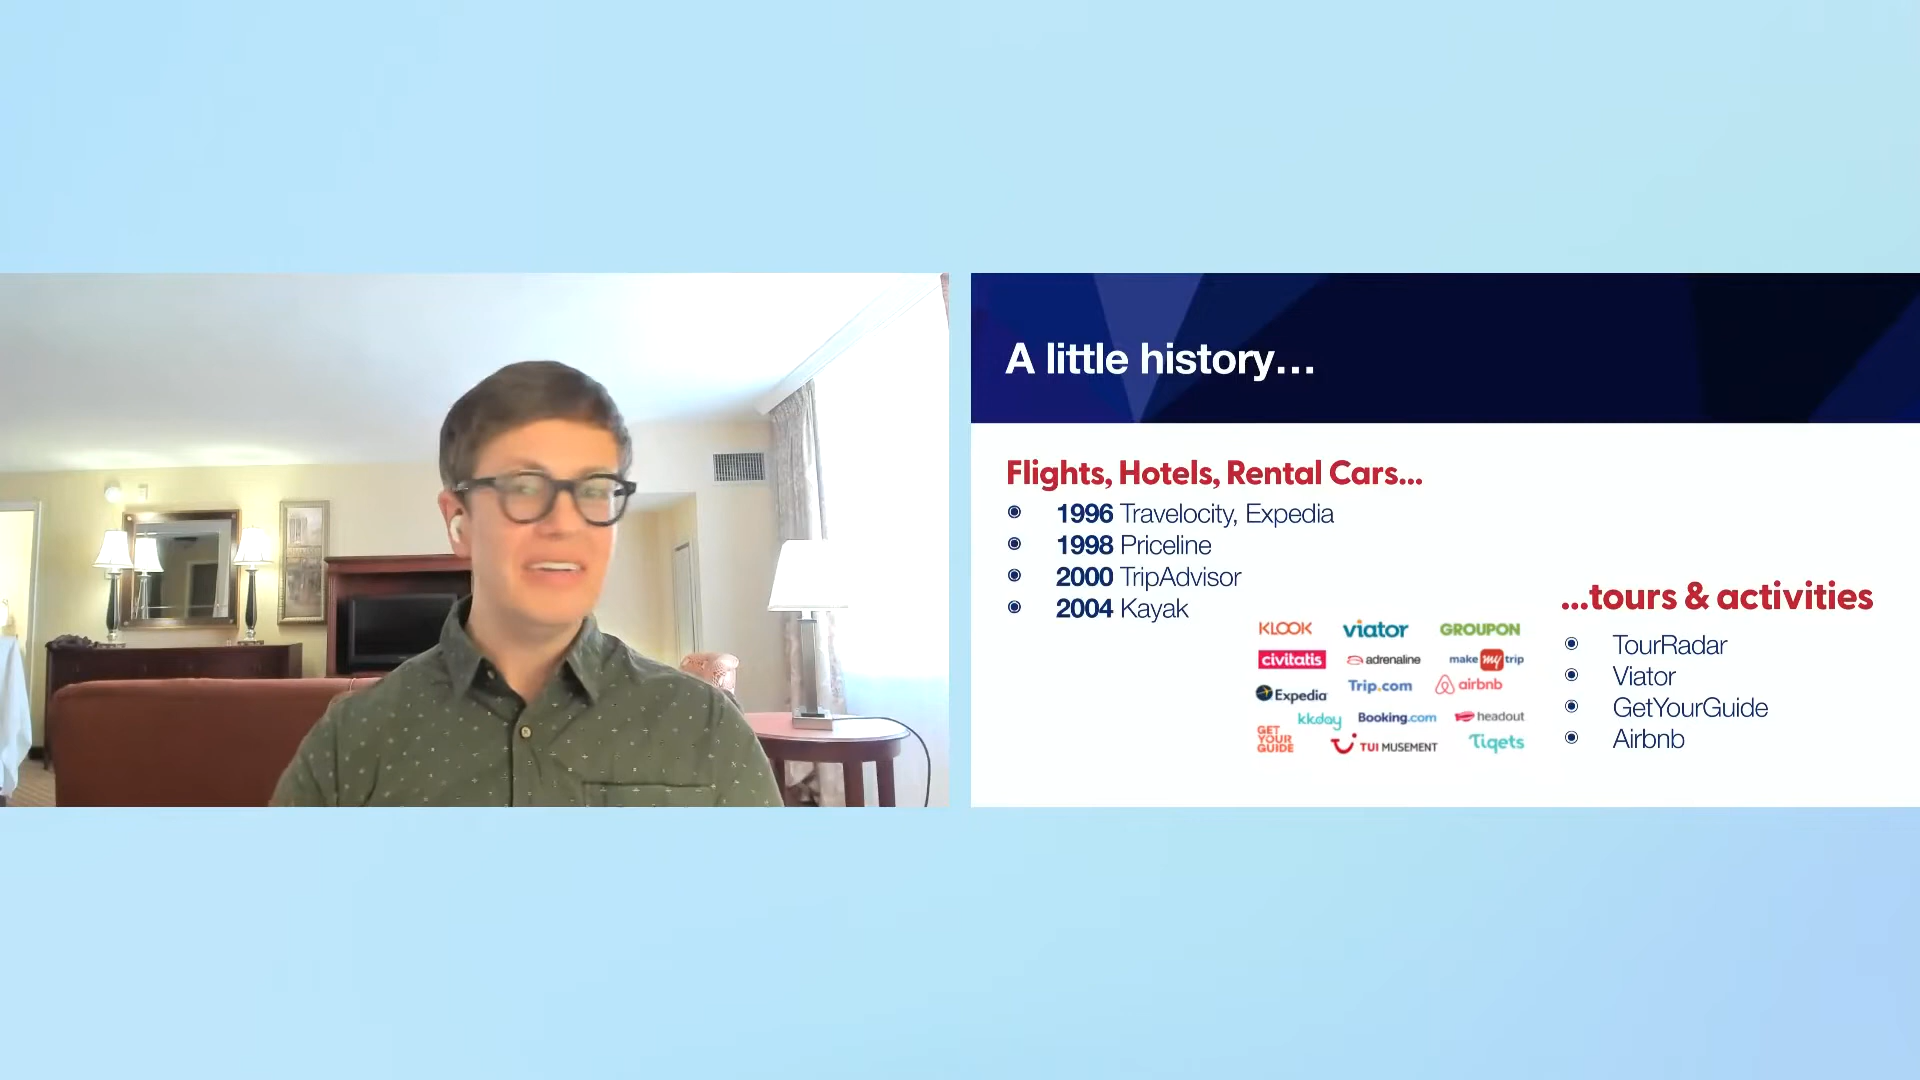 A little history...
Flights, Hotels, Rental Cars...
1996 Travelocity, Expedia
1998 Priceline
2000 TripAdvisor
2004 Kayak
KLOOK viator GROUPON
civitatis adrenaline make my trip
Expedia Trip.com airbnb
kkday Booking.com headout
GET YOUR GUIDE TUI MUSEMENT Tiqets
...tours & activities
TourRadar
Viator
GetYourGuide
Airbnb